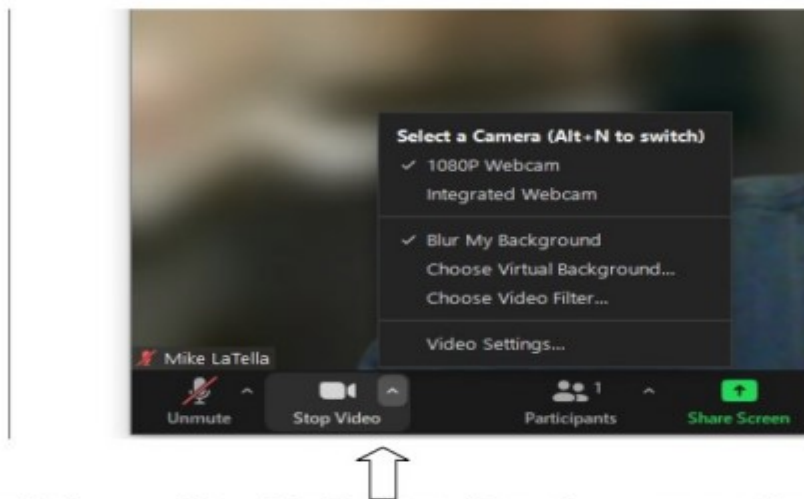 Select a Camera (Alt+N to switch)
✓ 1080P Webcam
Integrated Webcam
✓ Blur My Background
Choose Virtual Background...
Choose Video Filter...
Video Settings...
Mike LaTella
1
Unmute
Stop Video
Participants
Share Screen